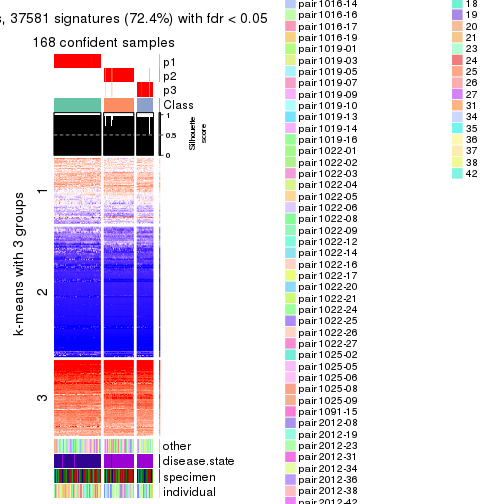 s, 37581 signatures (72.4%) with fdr < 0.05
168 confident samples
p1
p2
p3
Class
1
0.5
0
Silhouette
score
k-means with 3 groups
1
2
3
other
disease.state
specimen
individual
pair1016-14
pair1016-16
pair1016-17
pair1016-19
pair1019-01
pair1019-03
pair1019-05
pair1019-07
pair1019-09
pair1019-10
pair1019-13
pair1019-14
pair1019-16
pair1022-01
pair1022-02
pair1022-03
pair1022-04
pair1022-05
pair1022-06
pair1022-08
pair1022-09
pair1022-12
pair1022-14
pair1022-16
pair1022-17
pair1022-20
pair1022-21
pair1022-24
pair1022-25
pair1022-26
pair1022-27
pair1025-02
pair1025-05
pair1025-06
pair1025-08
pair1025-09
pair1091-15
pair2012-08
pair2012-19
pair2012-23
pair2012-31
pair2012-34
pair2012-36
pair2012-38
pair2012-42
18
19
20
21
23
24
25
26
27
31
34
35
36
37
38
42